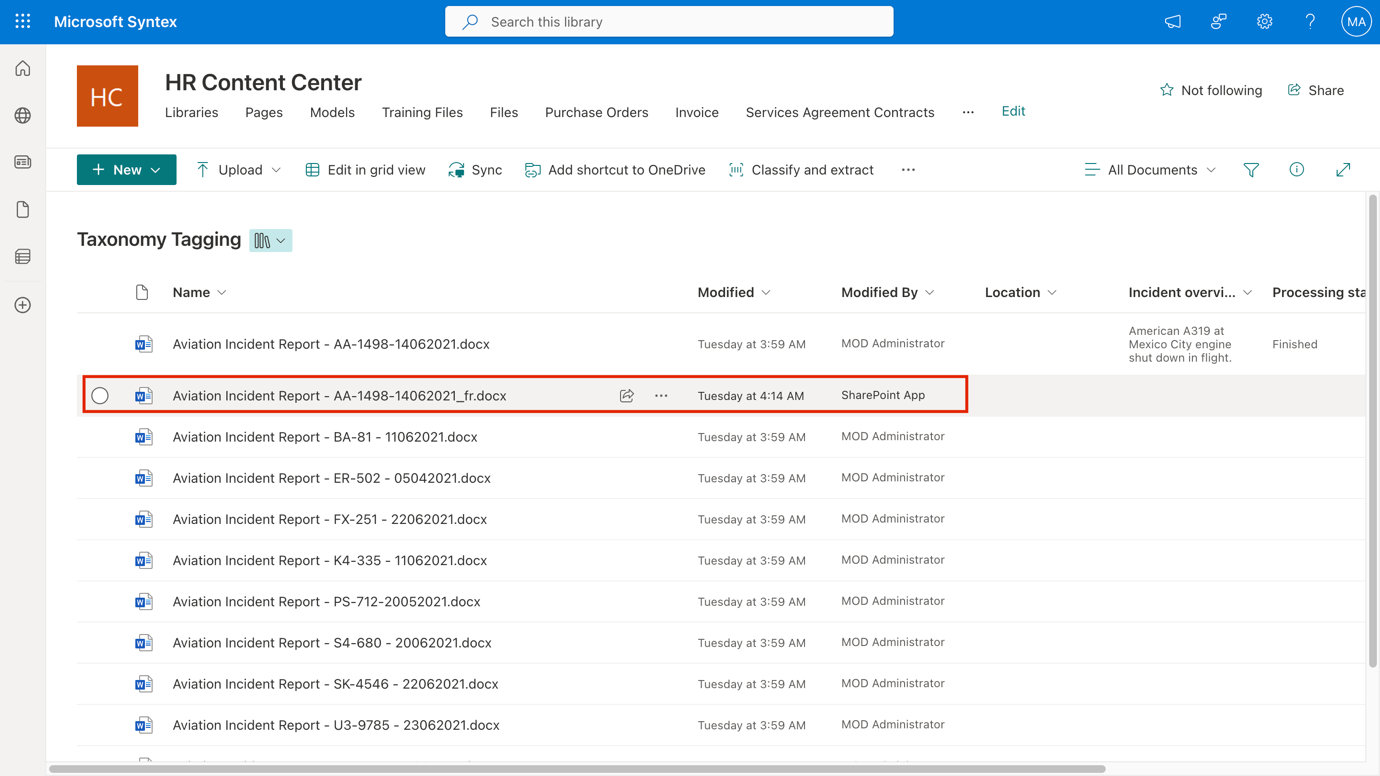 Microsoft Syntex
Search this library
?
MA
HC
HR Content Center
Not following
Share
Libraries Pages Models Training Files Files Purchase Orders Invoice Services Agreement Contracts ... Edit
+ New Upload Edit in grid view Sync Add shortcut to OneDrive Classify and extract ... All Documents
Taxonomy Tagging
Name Modified Modified By Location Incident overvi... Processing sta
Aviation Incident Report - AA-1498-14062021.docx Tuesday at 3:59 AM MOD Administrator American A319 at Mexico City engine shut down in flight. Finished
Aviation Incident Report - AA-1498-14062021_fr.docx ... Tuesday at 4:14 AM SharePoint App
Aviation Incident Report - BA-81 - 11062021.docx Tuesday at 3:59 AM MOD Administrator
Aviation Incident Report - ER-502 - 05042021.docx Tuesday at 3:59 AM MOD Administrator
Aviation Incident Report - FX-251 - 22062021.docx Tuesday at 3:59 AM MOD Administrator
Aviation Incident Report - K4-335 - 11062021.docx Tuesday at 3:59 AM MOD Administrator
Aviation Incident Report - PS-712-20052021.docx Tuesday at 3:59 AM MOD Administrator
Aviation Incident Report - S4-680 - 20062021.docx Tuesday at 3:59 AM MOD Administrator
Aviation Incident Report - SK-4546 - 22062021.docx Tuesday at 3:59 AM MOD Administrator
Aviation Incident Report - U3-9785 - 23062021.docx Tuesday at 3:59 AM MOD Administrator